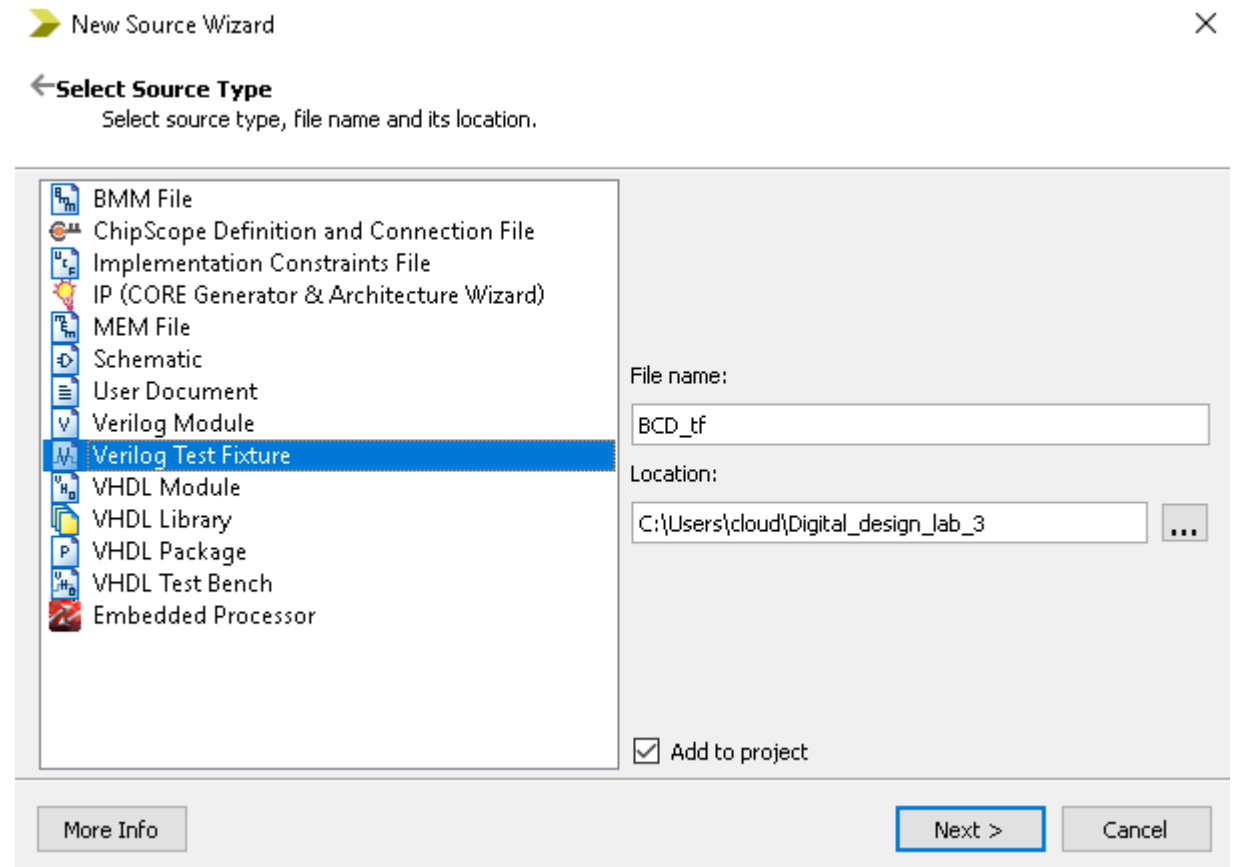 New Source Wizard
Select Source Type
Select source type, file name and its location.
BMM File
ChipScope Definition and Connection File
Implementation Constraints File
IP (CORE Generator & Architecture Wizard)
MEM File
Schematic
User Document
Verilog Module
Verilog Test Fixture
VHDL Module
VHDL Library
VHDL Package
VHDL Test Bench
Embedded Processor
File name:
BCD_tf
Location:
C:\Users\cloud\Digital_design_lab_3
...
Add to project
More Info
Next >
Cancel